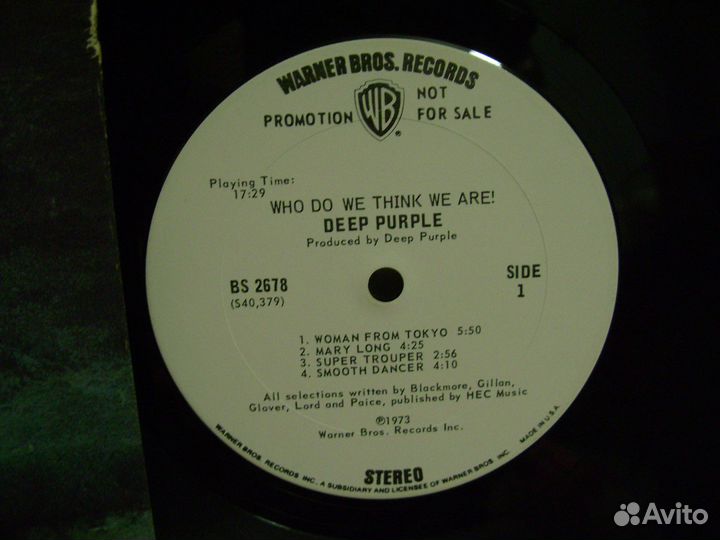 WARNER BROS. RECORDS
PROMOTION WB ® NOT FOR SALE
Playing Time:
17:29
WHO DO WE THINK WE ARE!
DEEP PURPLE
Produced by Deep Purple
BS 2678
(S40,379)
SIDE
1
1. WOMAN FROM TOKYO 5:50
2. MARY LONG 4:25
3. SUPER TROUPER 2:56
4. SMOOTH DANCER 4:10
All selections written by Blackmore, Gillan,
Glover, Lord and Paice, published by HEC Music
℗1973
Warner Bros. Records Inc.
STEREO
WARNER BROS. RECORDS INC. A SUBSIDIARY AND LICENSEE OF WARNER BROS. INC. MADE IN U.S.A.
Avito